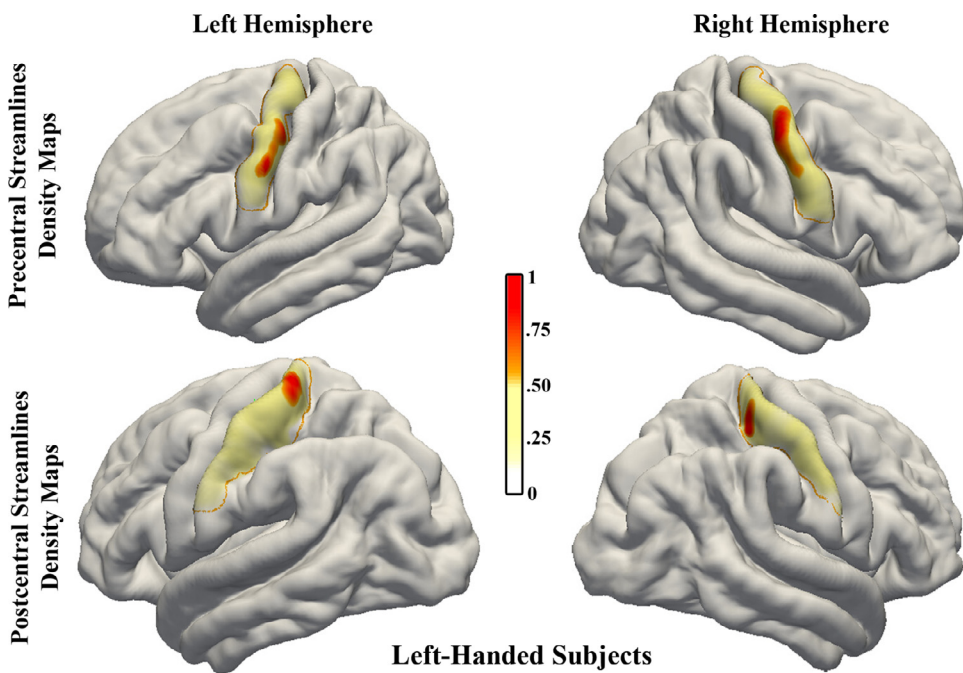 Left Hemisphere
Right Hemisphere
Precentral Streamlines
Density Maps
1
.75
.50
.25
0
Postcentral Streamlines
Density Maps
Left-Handed Subjects